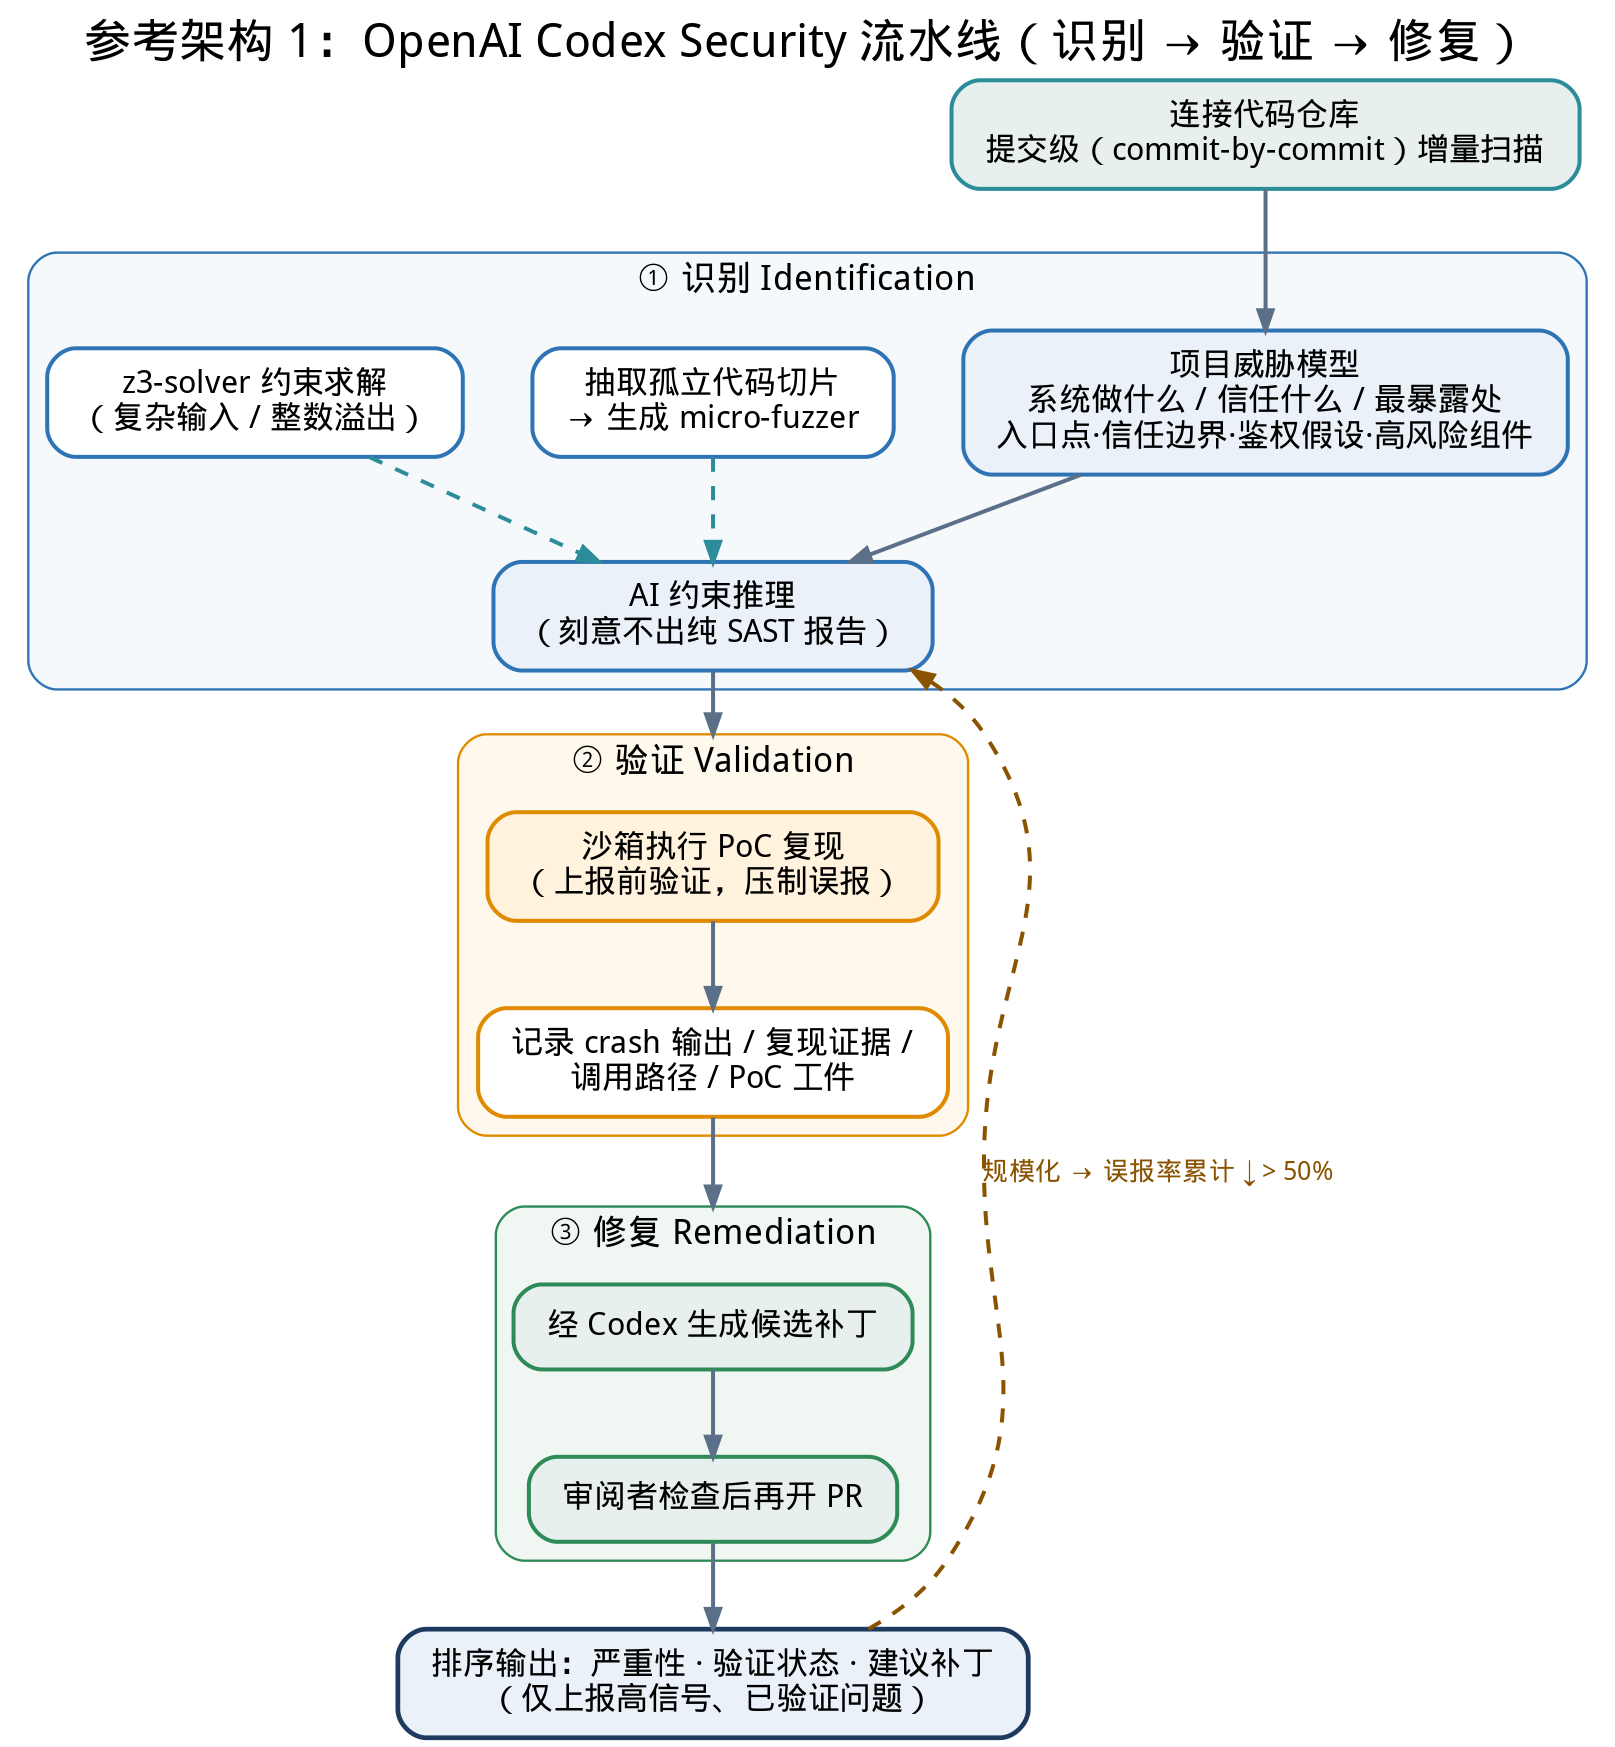 参考架构 1：OpenAI Codex Security 流水线（识别 → 验证 → 修复）
连接代码仓库
提交级（commit-by-commit）增量扫描
① 识别 Identification
z3-solver 约束求解
（复杂输入 / 整数溢出）
抽取孤立代码切片
→ 生成 micro-fuzzer
项目威胁模型
系统做什么 / 信任什么 / 最暴露处
入口点·信任边界·鉴权假设·高风险组件
AI 约束推理
（刻意不出纯 SAST 报告）
② 验证 Validation
沙箱执行 PoC 复现
（上报前验证，压制误报）
记录 crash 输出 / 复现证据 /
调用路径 / PoC 工件
规模化 → 误报率累计↓> 50%
③ 修复 Remediation
经 Codex 生成候选补丁
审阅者检查后再开 PR
排序输出：严重性 · 验证状态 · 建议补丁
（仅上报高信号、已验证问题）